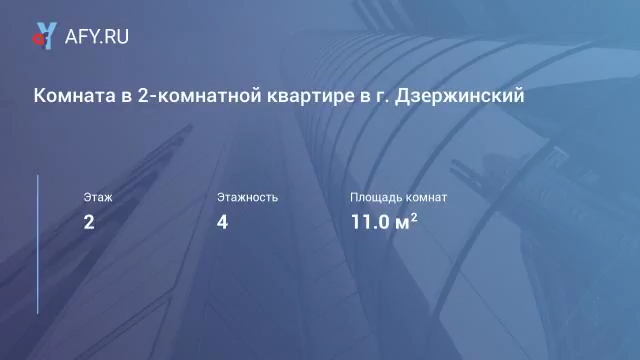 AFY.RU
Комната в 2-комнатной квартире в г. Дзержинский
Этаж Этажность Площадь комнат
2 4 11.0 м²